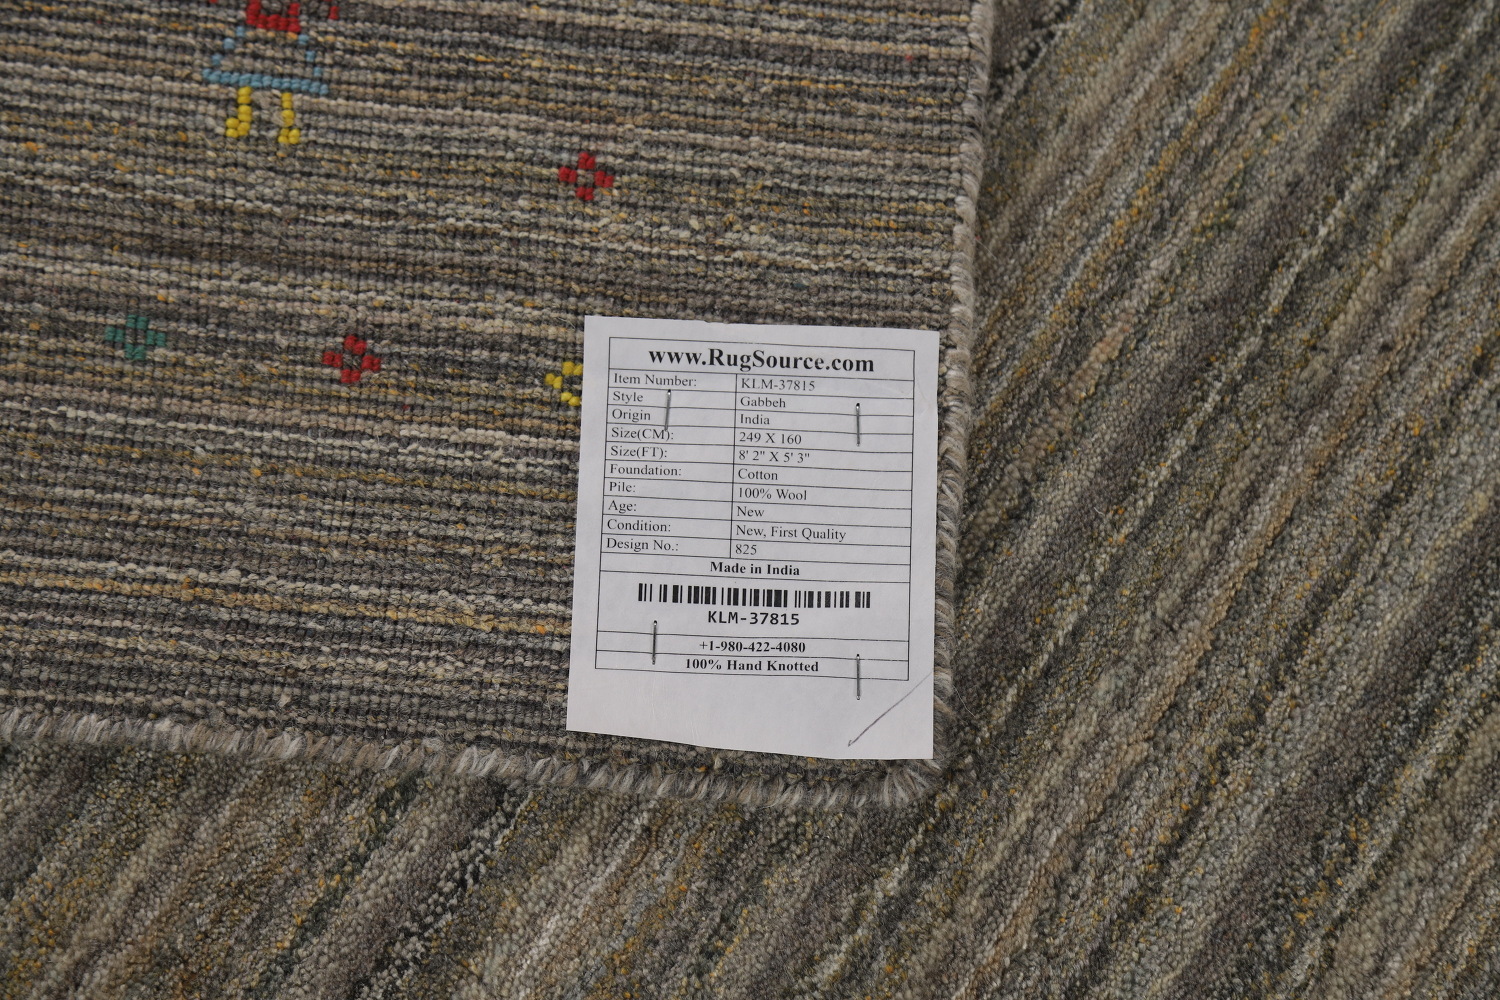 www.RugSource.com
Item Number: KLM-37815
Style Gabbeh
Origin India
Size(CM): 249 X 160
Size(FT): 8' 2" X 5' 3"
Foundation: Cotton
Pile: 100% Wool
Age: New
Condition: New, First Quality
Design No.: 825
Made in India
KLM-37815
+1-980-422-4080
100% Hand Knotted